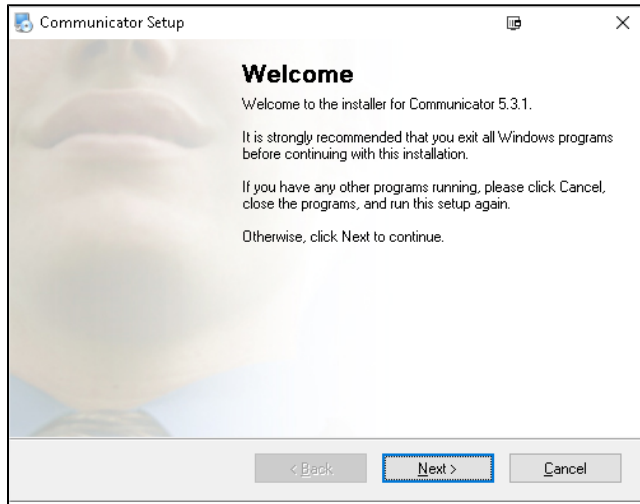 Communicator Setup
Welcome
Welcome to the installer for Communicator 5.3.1.
It is strongly recommended that you exit all Windows programs
before continuing with this installation.
If you have any other programs running, please click Cancel,
close the programs, and run this setup again.
Otherwise, click Next to continue.
< Back Next > Cancel